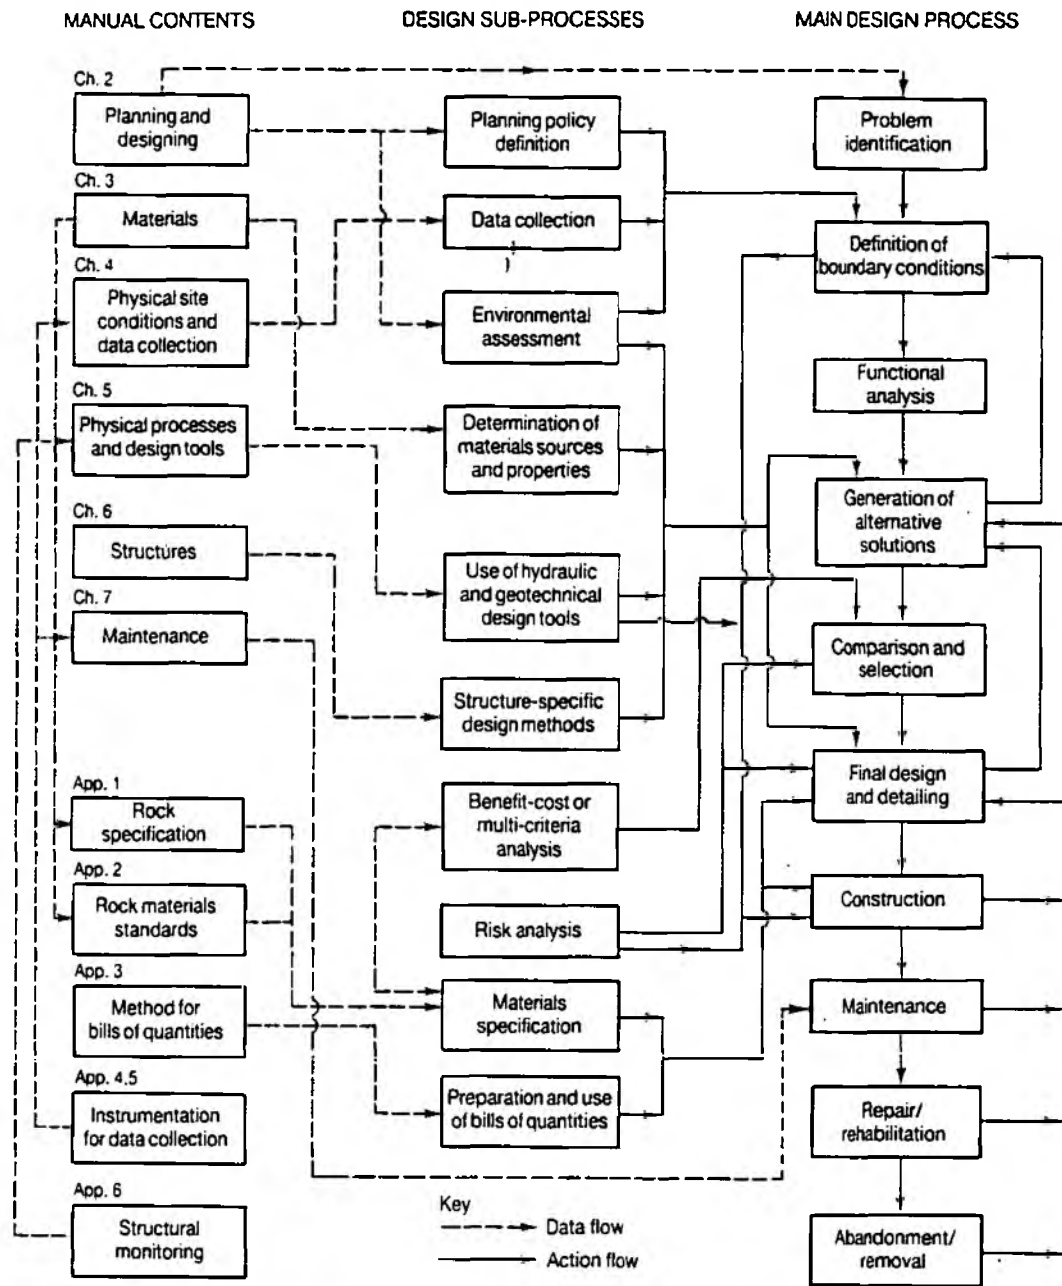 MANUAL CONTENTS
DESIGN SUB-PROCESSES
MAIN DESIGN PROCESS
Ch. 2
Planning and
designing
Ch. 3
Materials
Ch. 4
Physical site
conditions and
data collection
Ch. 5
Physical processes
and design tools
Ch. 6
Structures
Ch. 7
Maintenance
App. 1
Rock
specification
App. 2
Rock materials
standards
App. 3
Method for
bills of quantities
App. 4.5
Instrumentation
for data collection
App. 6
Structural
monitoring
Planning policy
definition
Data collection
Environmental
assessment
Determination of
materials sources
and properties
Use of hydraulic
and geotechnical
design tools
Structure-specific
design methods
Benefit-cost or
multi-criteria
analysis
Risk analysis
Materials
specification
Preparation and use
of bills of quantities
Key
Data flow
Action flow
Problem
identification
Definition of
boundary conditions
Functional
analysis
Generation of
alternative
solutions
Comparison and
selection
Final design
and detailing
Construction
Maintenance
Repair/
rehabilitation
Abandonment/
removal